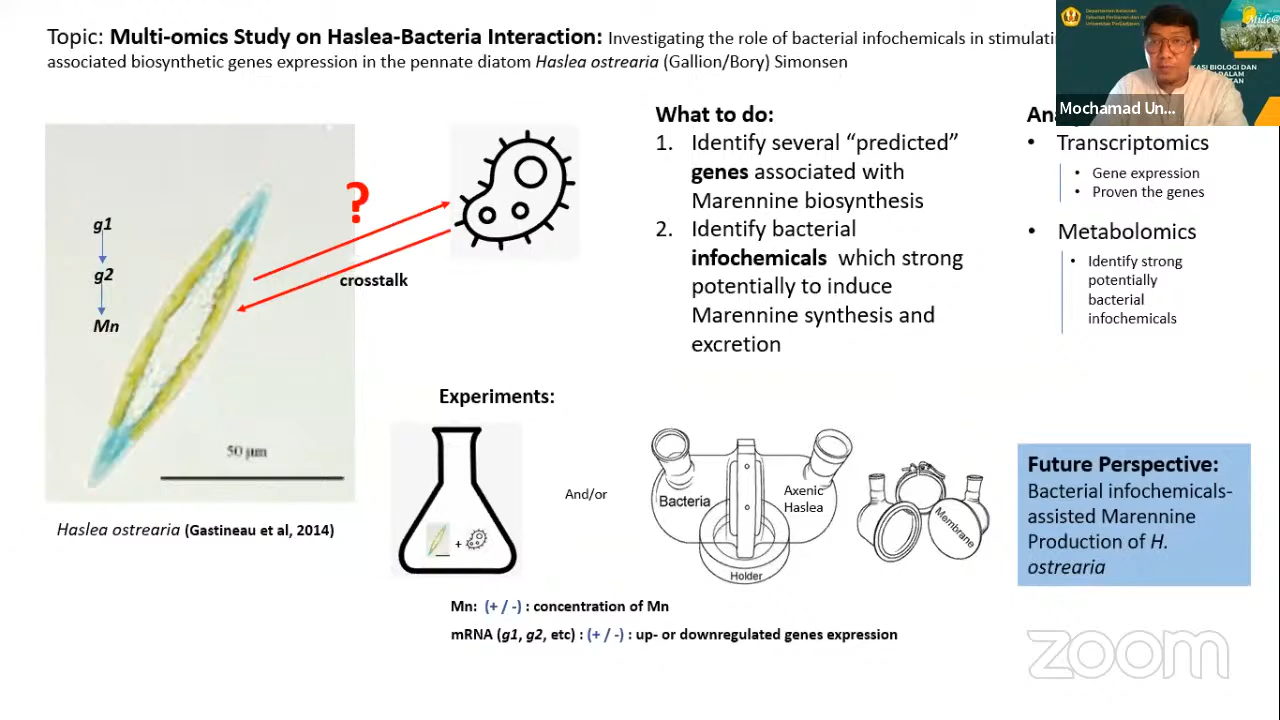 Topic: Multi-omics Study on Haslea-Bacteria Interaction: Investigating the role of bacterial infochemicals in stimulati
associated biosynthetic genes expression in the pennate diatom Haslea ostrearia (Gallion/Bory) Simonsen
Mochamad Un...
g1
g2
Mn
?
crosstalk
50 µm
Haslea ostrearia (Gastineau et al, 2014)
What to do:
1. Identify several “predicted”
genes associated with
Marennine biosynthesis
2. Identify bacterial
infochemicals which strong
potentially to induce
Marennine synthesis and
excretion
An
• Transcriptomics
• Gene expression
• Proven the genes
• Metabolomics
• Identify strong
potentially
bacterial
infochemicals
Experiments:
+
And/or
Bacteria
Axenic
Haslea
Holder
Membrane
Mn: (+ / -) : concentration of Mn
mRNA (g1, g2, etc) : (+ / -) : up- or downregulated genes expression
Future Perspective:
Bacterial infochemicals-
assisted Marennine
Production of H.
ostrearia
zoom